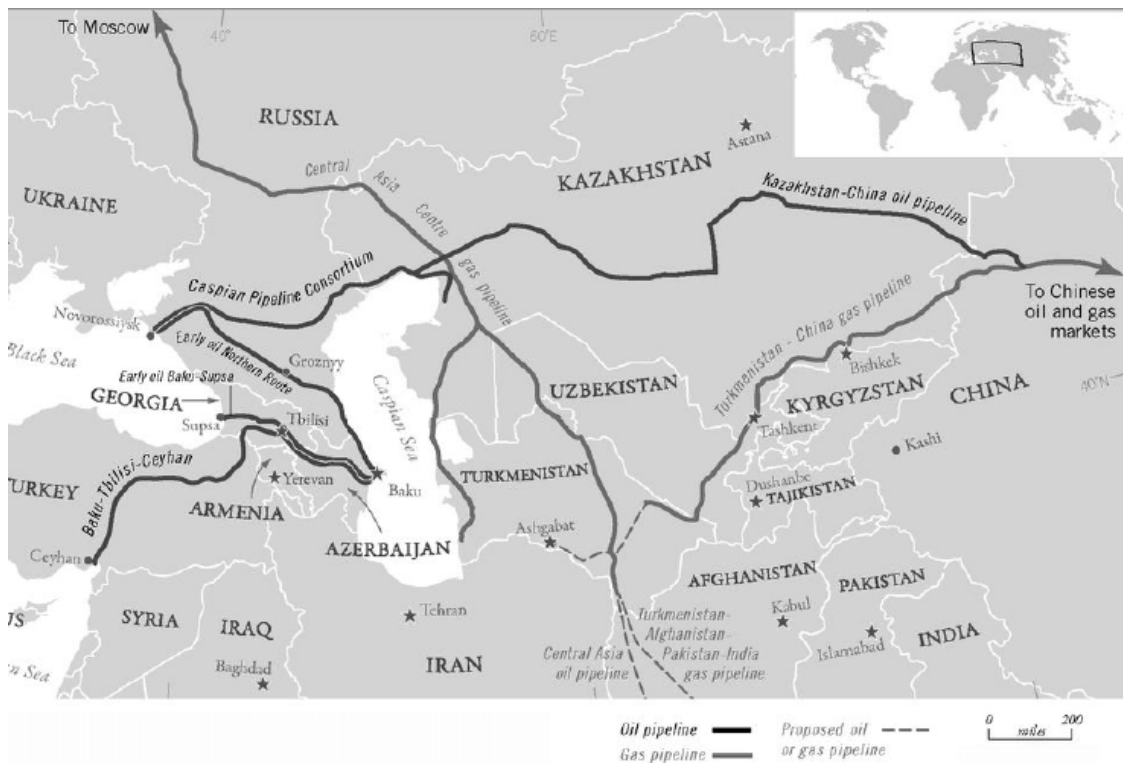 To Moscow
40°
60°E
RUSSIA
Astana
KAZAKHSTAN
Central
Asia
Centre
gas pipeline
Kazakhstan-China oil pipeline
UKRAINE
Caspian Pipeline Consortium
To Chinese
oil and gas
markets
Novorossiysk
Black Sea
Early oil Northern Route
Groznyy
Turkmenistan - China gas pipeline
Bishkek
Early oil Baku-Supsa
GEORGIA
Caspian Sea
UZBEKISTAN
KYRGYZSTAN
CHINA
40°N
Supsa
Tbilisi
Tashkent
Kashi
Baku-Tbilisi-Ceyhan
TURKEY
Yerevan
Baku
TURKMENISTAN
Dushanbe
TAJIKISTAN
ARMENIA
AZERBAIJAN
Ashgabat
Ceyhan
AFGHANISTAN
PAKISTAN
SYRIA
IRAQ
Tehran
Kabul
INDIA
US
Turkmenistan-
Afghanistan-
Pakistan-India
gas pipeline
Central Asia
oil pipeline
Islamabad
Baghdad
IRAN
n Sea
Oil pipeline
Gas pipeline
Proposed oil
or gas pipeline
0 200
miles